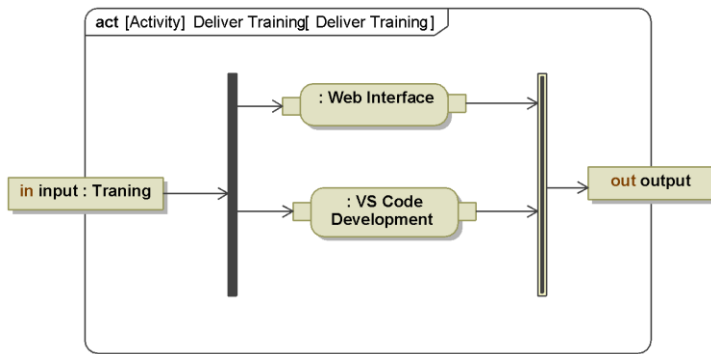 act [Activity] Deliver Training[ Deliver Training ]
: Web Interface
in input : Traning
out output
: VS Code
Development